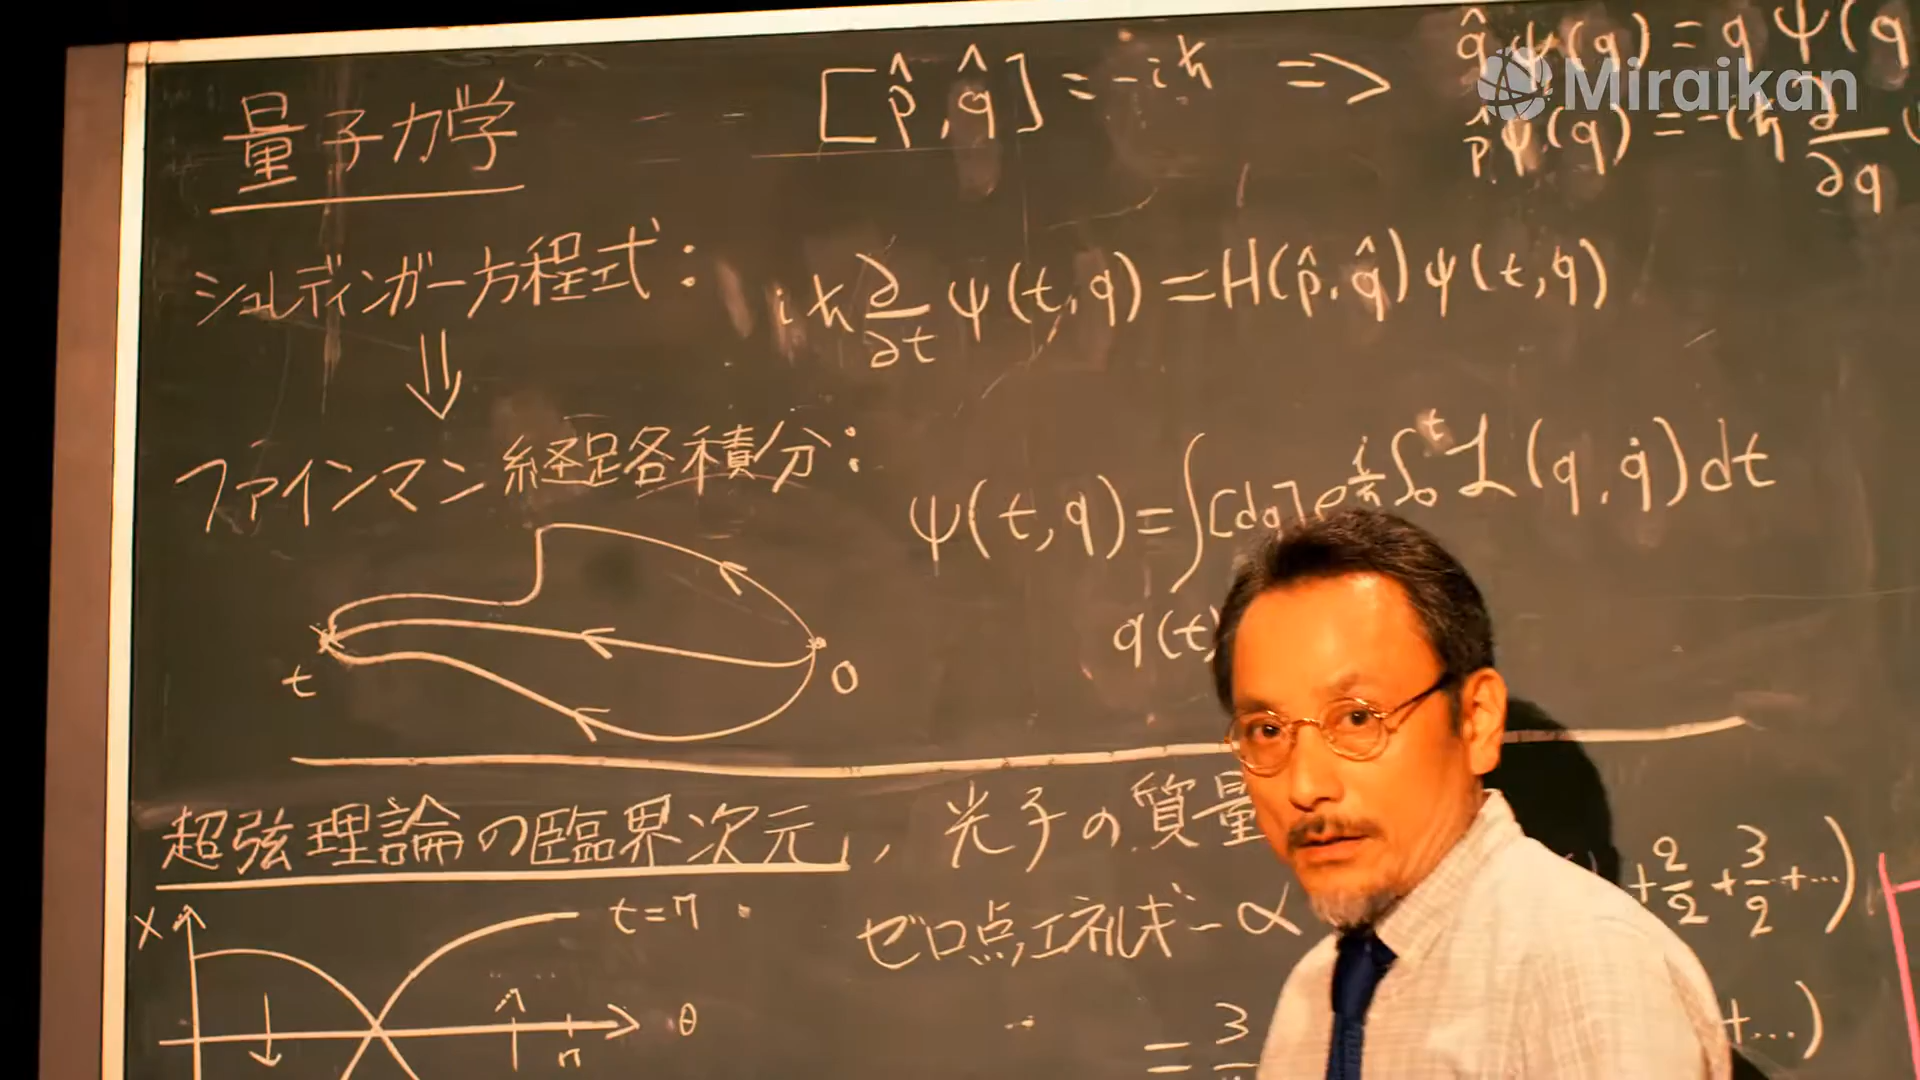 量子力学
[p̂, q̂] = -iħ ⇒ q̂ψ(q) = qψ(q
p̂ψ(q) = -iħ ∂/∂q
Miraikan
シュレディンガー方程式: iħ ∂/∂t ψ(t,q) = H(p̂,q̂)ψ(t,q)
⇓
ファインマン経路積分: ψ(t,q) = ∫[dq] e^{i/ħ ∫₀ᵗ L(q,q̇)dt}
q(t)
t 0
超弦理論の臨界次元, 光子の質量
x t=π
ゼロ点エネルギー ∝ + 2/2 + 3/2 + …)
θ
π
= 3
+…)